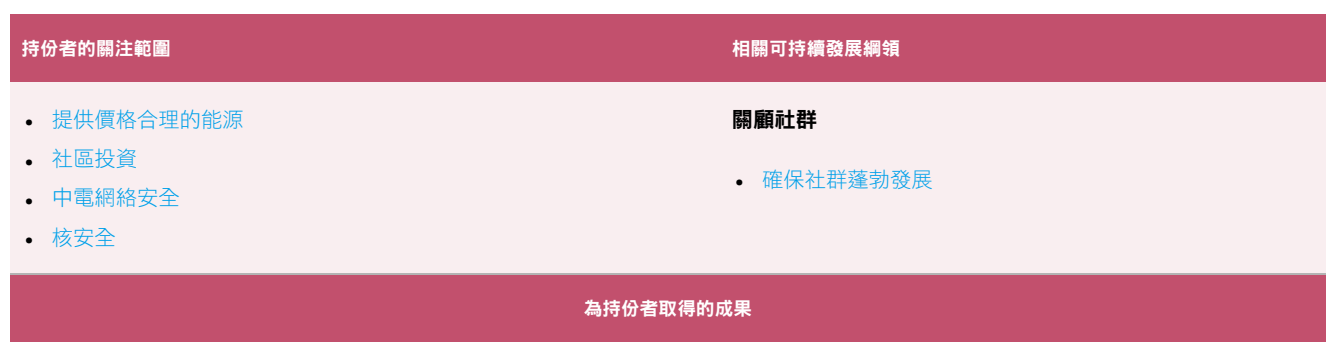 持份者的關注範圍
相關可持續發展綱領
• 提供價格合理的能源
• 社區投資
• 中電網絡安全
• 核安全
關顧社群
• 確保社群蓬勃發展
為持份者取得的成果